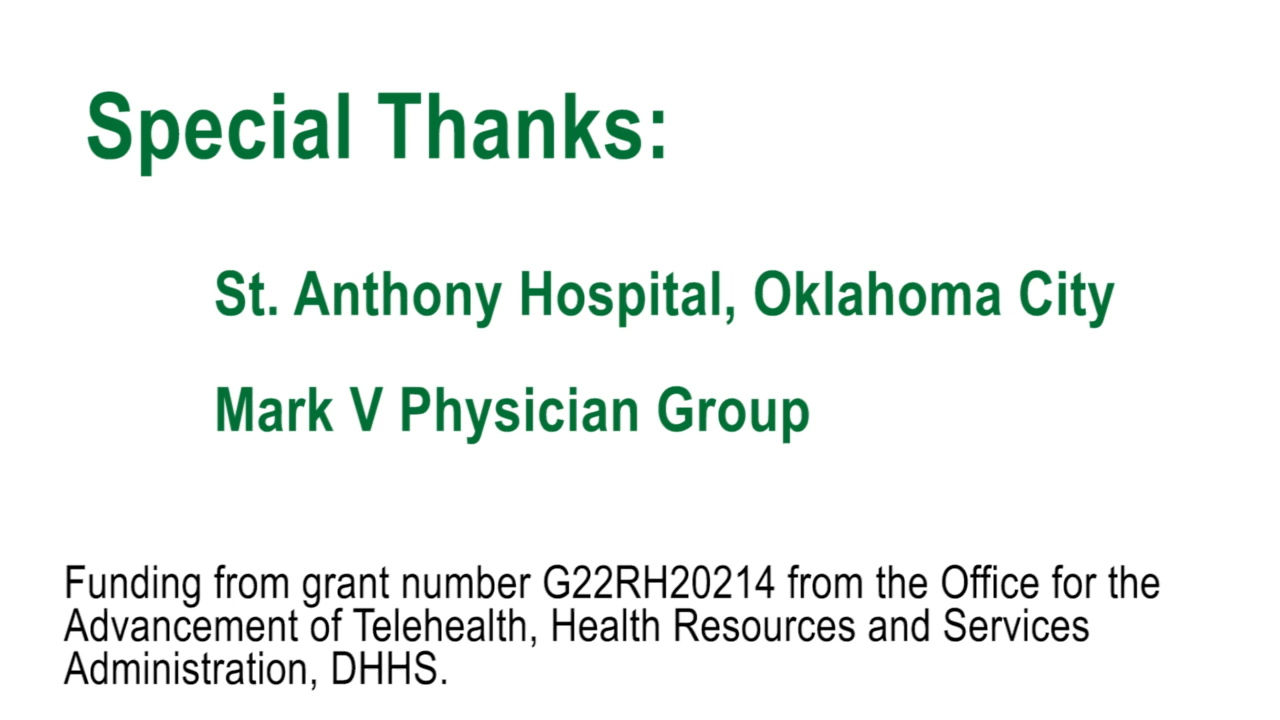 Special Thanks:
St. Anthony Hospital, Oklahoma City
Mark V Physician Group
Funding from grant number G22RH20214 from the Office for the
Advancement of Telehealth, Health Resources and Services
Administration, DHHS.